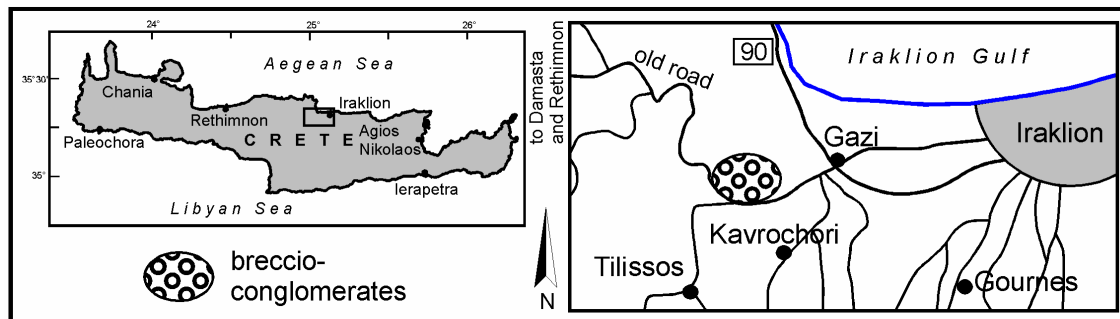 24°
25°
26°
35°30'
35°
Aegean Sea
Chania
Rethimnon
Iraklion
CRETE
Agios
Nikolaos
Paleochora
Ierapetra
Libyan Sea
breccio-
conglomerates
N
to Damasta
and Rethimnon
old road
90
Iraklion Gulf
Gazi
Iraklion
Kavrochori
Tilissos
Gournes